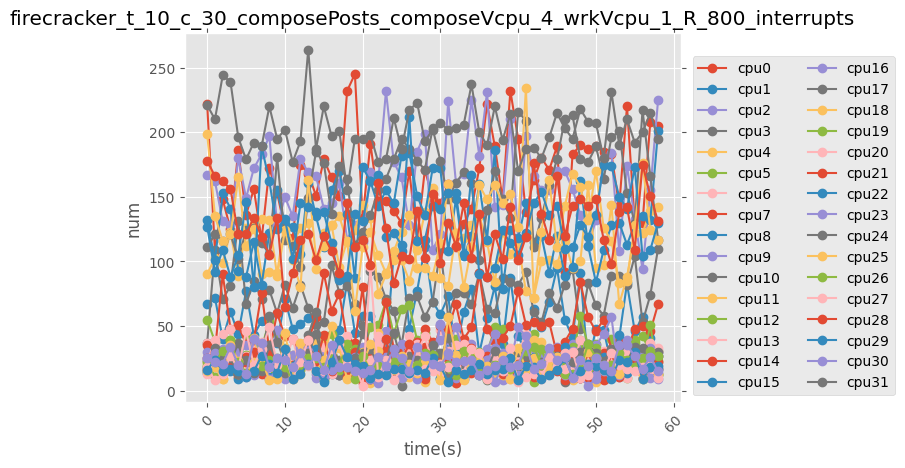 firecracker_t_10_c_30_composePosts_composeVcpu_4_wrkVcpu_1_R_800_interrupts
num
250
200
150
100
50
0
0 10 20 30 40 50 60
time(s)
cpu0 cpu16
cpu1 cpu17
cpu2 cpu18
cpu3 cpu19
cpu4 cpu20
cpu5 cpu21
cpu6 cpu22
cpu7 cpu23
cpu8 cpu24
cpu9 cpu25
cpu10 cpu26
cpu11 cpu27
cpu12 cpu28
cpu13 cpu29
cpu14 cpu30
cpu15 cpu31